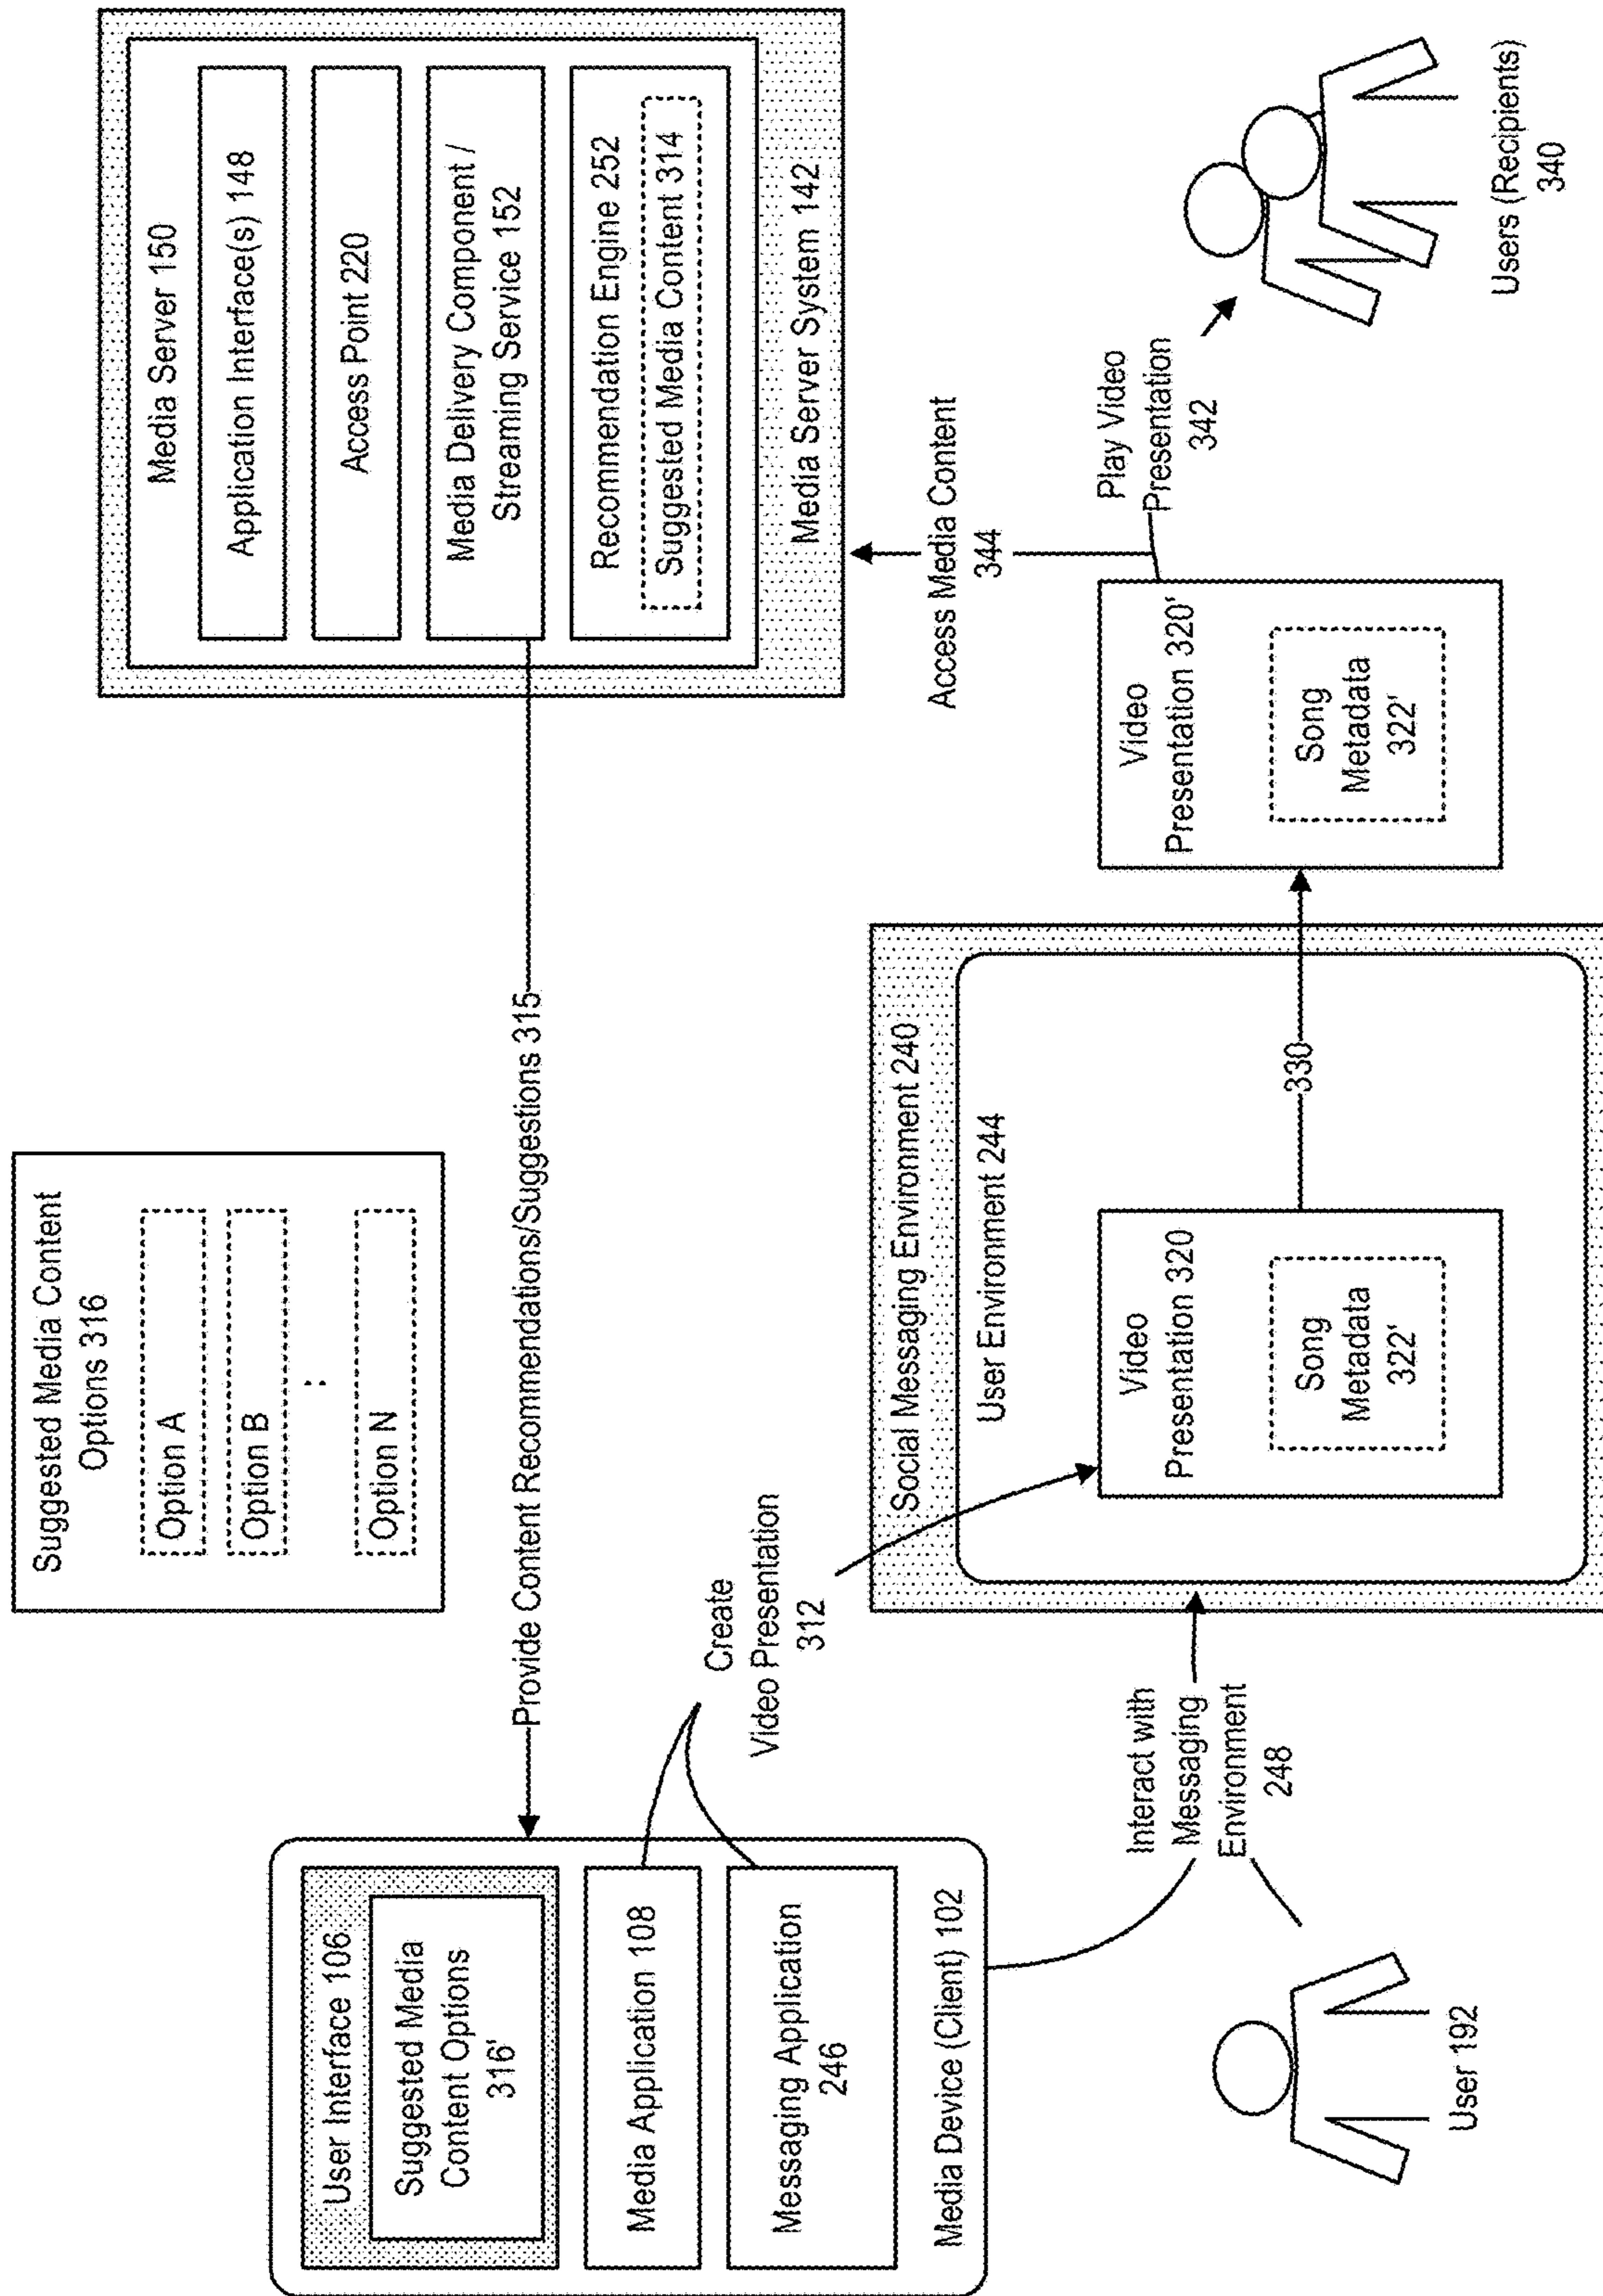 User Interface 106
Suggested Media
Content Options
316'
Media Application 108
Messaging Application
246
Media Device (Client) 102
Suggested Media Content
Options 316
Option A
Option B
:
Option N
Provide Content Recommendations/Suggestions 315
Media Server 150
Application Interface(s) 148
Access Point 220
Media Delivery Component /
Streaming Service 152
Recommendation Engine 252
Suggested Media Content 314
Media Server System 142
Create
Video Presentation
312
Interact with
Messaging
Environment
248
User 192
Social Messaging Environment 240
User Environment 244
Video
Presentation 320
Song
Metadata
322'
330
Video
Presentation 320'
Song
Metadata
322'
Access Media Content
344
Play Video
Presentation
342
Users (Recipients)
340